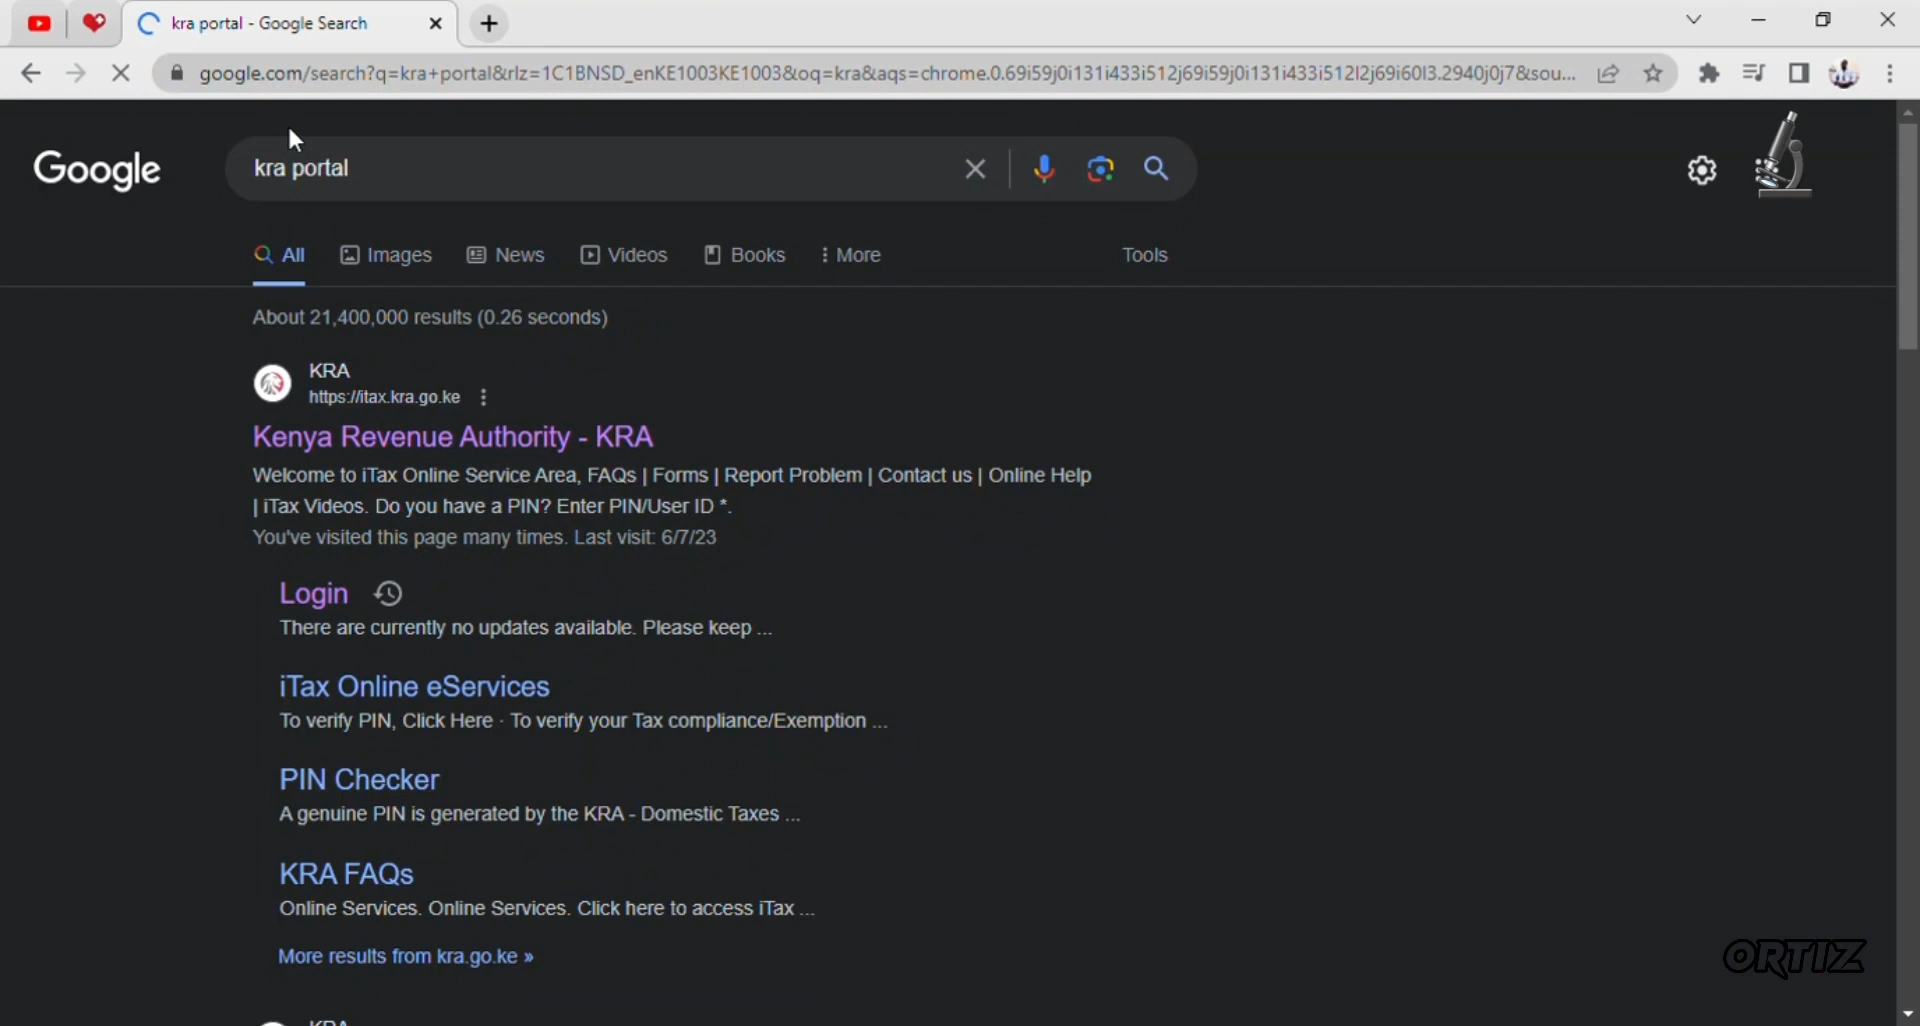 kra portal - Google Search
google.com/search?q=kra+portal&rlz=1C1BNSD_enKE1003KE1003&oq=kra&aqs=chrome.0.69i59j0i131i433i512j69i59j0i131i433i512l2j69i60l3.2940j0j7&sou...
Google
kra portal
All Images News Videos Books More Tools
About 21,400,000 results (0.26 seconds)
KRA
https://itax.kra.go.ke
Kenya Revenue Authority - KRA
Welcome to iTax Online Service Area, FAQs | Forms | Report Problem | Contact us | Online Help
| iTax Videos. Do you have a PIN? Enter PIN/User ID *.
You've visited this page many times. Last visit: 6/7/23
Login
There are currently no updates available. Please keep ...
iTax Online eServices
To verify PIN, Click Here · To verify your Tax compliance/Exemption ...
PIN Checker
A genuine PIN is generated by the KRA - Domestic Taxes ...
KRA FAQs
Online Services. Online Services. Click here to access iTax ...
More results from kra.go.ke »
ORTIZ
KRA